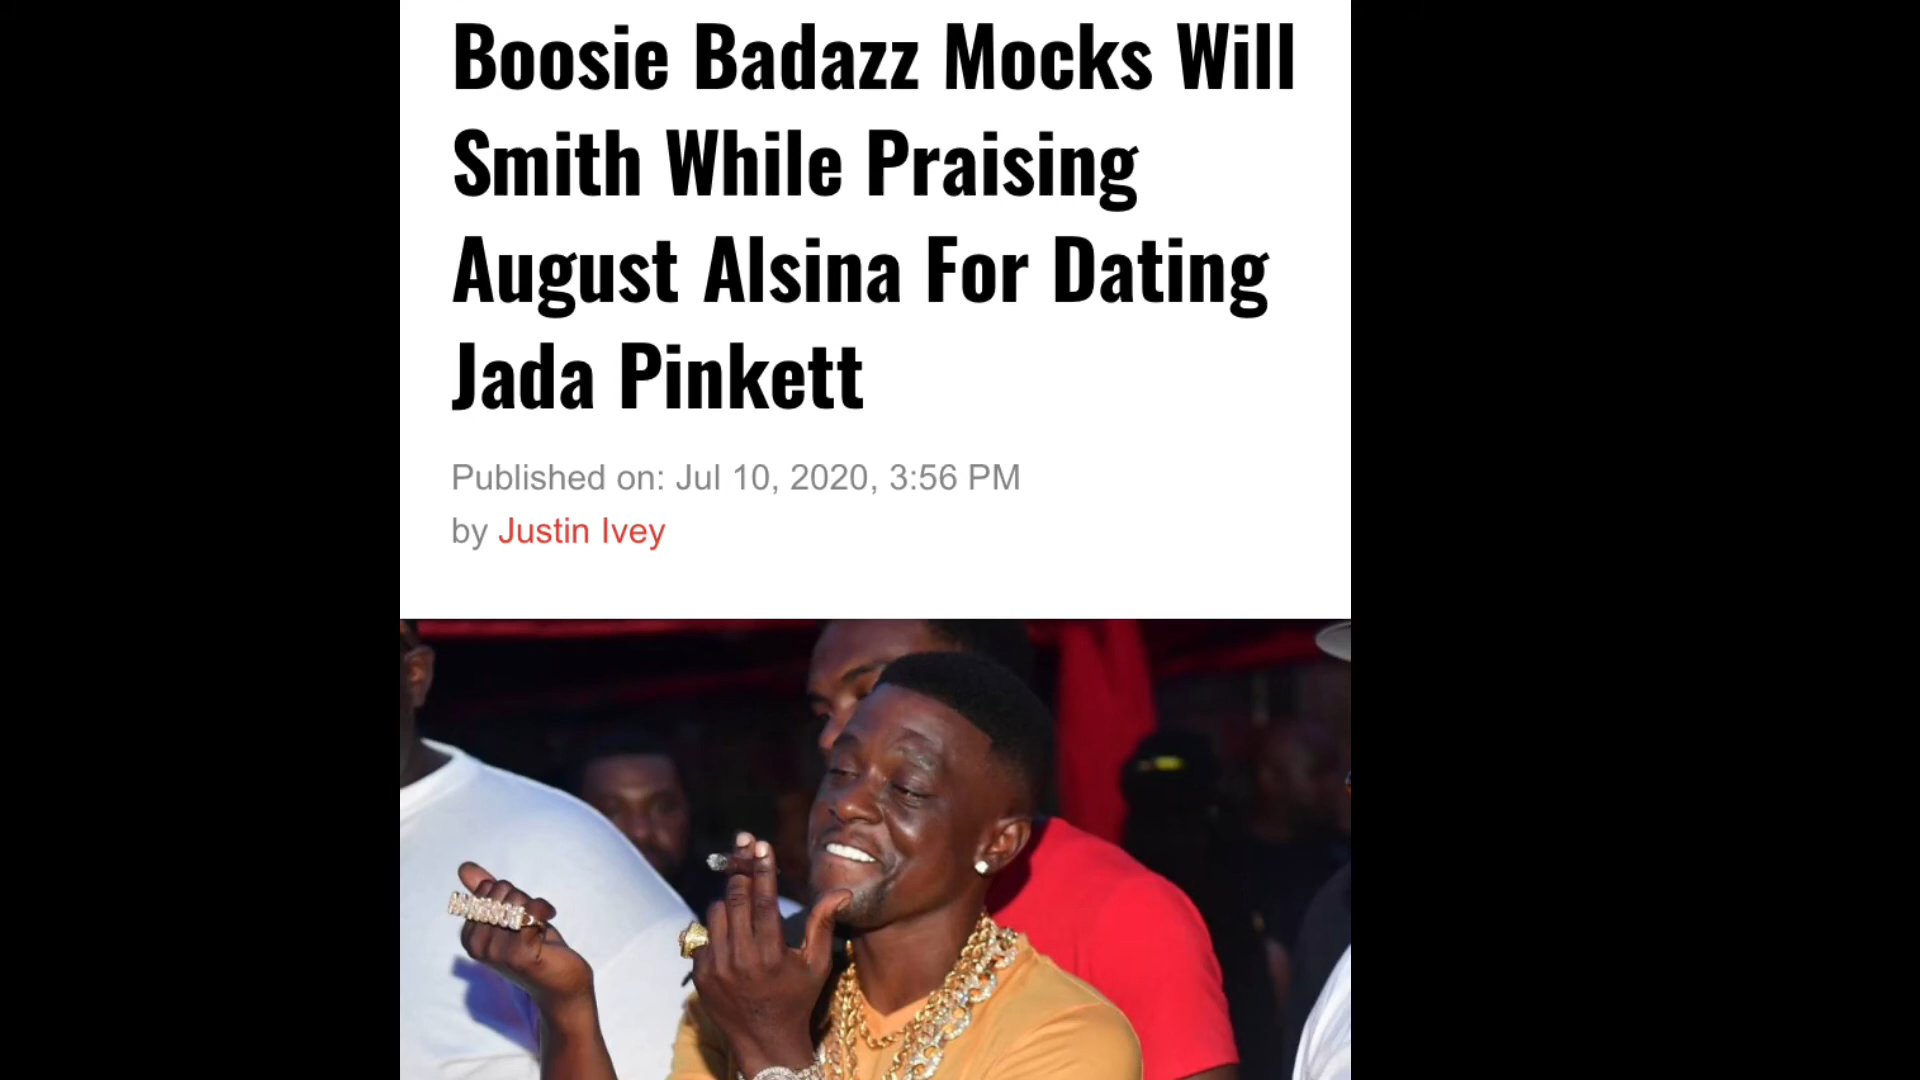 Boosie Badazz Mocks Will
Smith While Praising
August Alsina For Dating
Jada Pinkett
Published on: Jul 10, 2020, 3:56 PM
by Justin Ivey